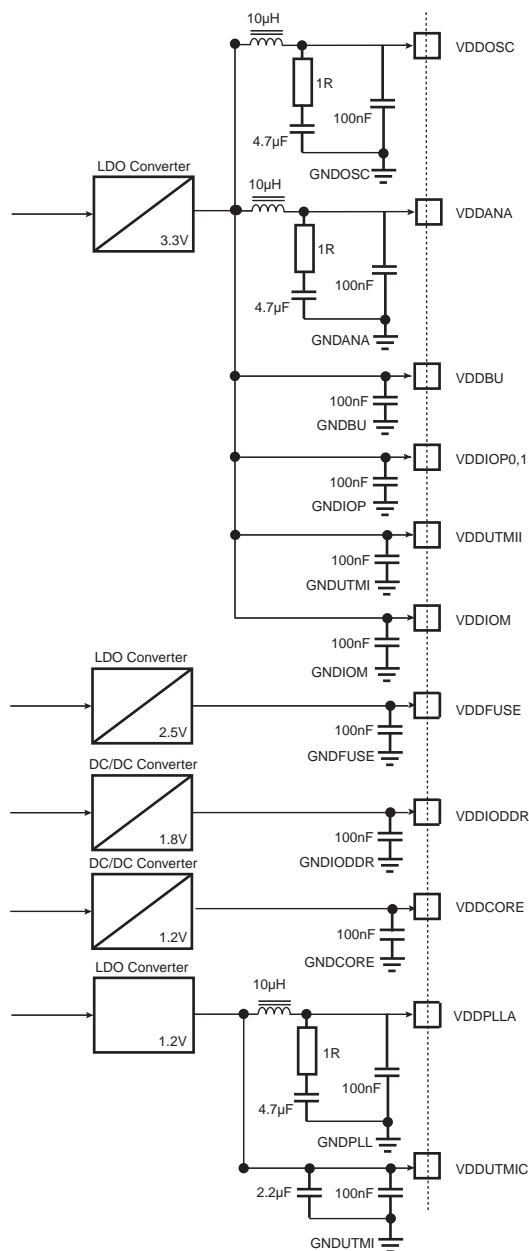 10µH
VDDOSC
1R
100nF
4.7µF
GNDOSC
LDO Converter
3.3V
10µH
VDDANA
1R
100nF
4.7µF
GNDANA
VDDBU
100nF
GNDBU
VDDIOP0,1
100nF
GNDIOP
VDDUTMII
100nF
GNDUTMI
VDDIOM
100nF
GNDIOM
LDO Converter
2.5V
VDDFUSE
100nF
GNDFUSE
DC/DC Converter
1.8V
VDDIODDR
100nF
GNDIODDR
DC/DC Converter
1.2V
VDDCORE
100nF
GNDCORE
LDO Converter
1.2V
10µH
VDDPLLA
1R
100nF
4.7µF
GNDPLL
VDDUTMIC
2.2µF
100nF
GNDUTMI